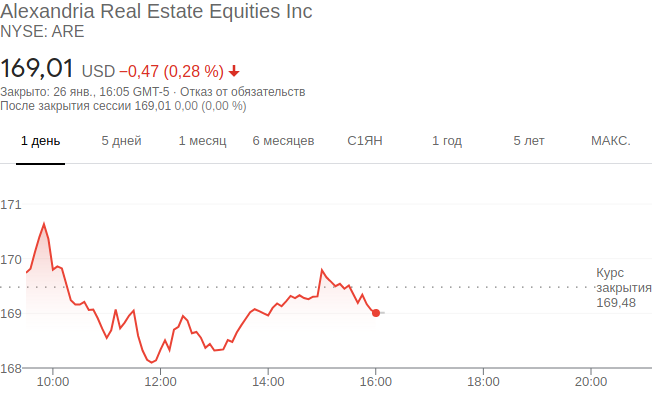 Alexandria Real Estate Equities Inc
NYSE: ARE
169,01 USD −0,47 (0,28 %)
Закрыто: 26 янв., 16:05 GMT-5 · Отказ от обязательств
После закрытия сессии 169,01 0,00 (0,00 %)
1 день 5 дней 1 месяц 6 месяцев С1ЯН 1 год 5 лет МАКС.
171
170
Курс
закрытия
169,48
169
168
10:00 12:00 14:00 16:00 18:00 20:00